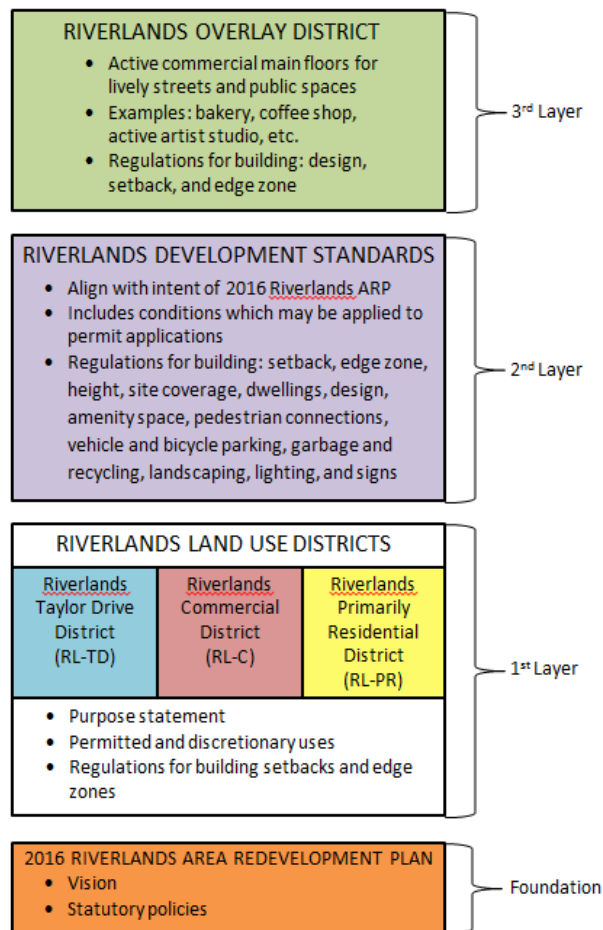 RIVERLANDS OVERLAY DISTRICT
• Active commercial main floors for
lively streets and public spaces
• Examples: bakery, coffee shop,
active artist studio, etc.
• Regulations for building: design,
setback, and edge zone
3rd Layer
RIVERLANDS DEVELOPMENT STANDARDS
• Align with intent of 2016 Riverlands ARP
• Includes conditions which may be applied to
permit applications
• Regulations for building: setback, edge zone,
height, site coverage, dwellings, design,
amenity space, pedestrian connections,
vehicle and bicycle parking, garbage and
recycling, landscaping, lighting, and signs
2nd Layer
RIVERLANDS LAND USE DISTRICTS
Riverlands
Taylor Drive
District
(RL-TD)
Riverlands
Commercial
District
(RL-C)
Riverlands
Primarily
Residential
District
(RL-PR)
• Purpose statement
• Permitted and discretionary uses
• Regulations for building setbacks and edge
zones
1st Layer
2016 RIVERLANDS AREA REDEVELOPMENT PLAN
• Vision
• Statutory policies
Foundation